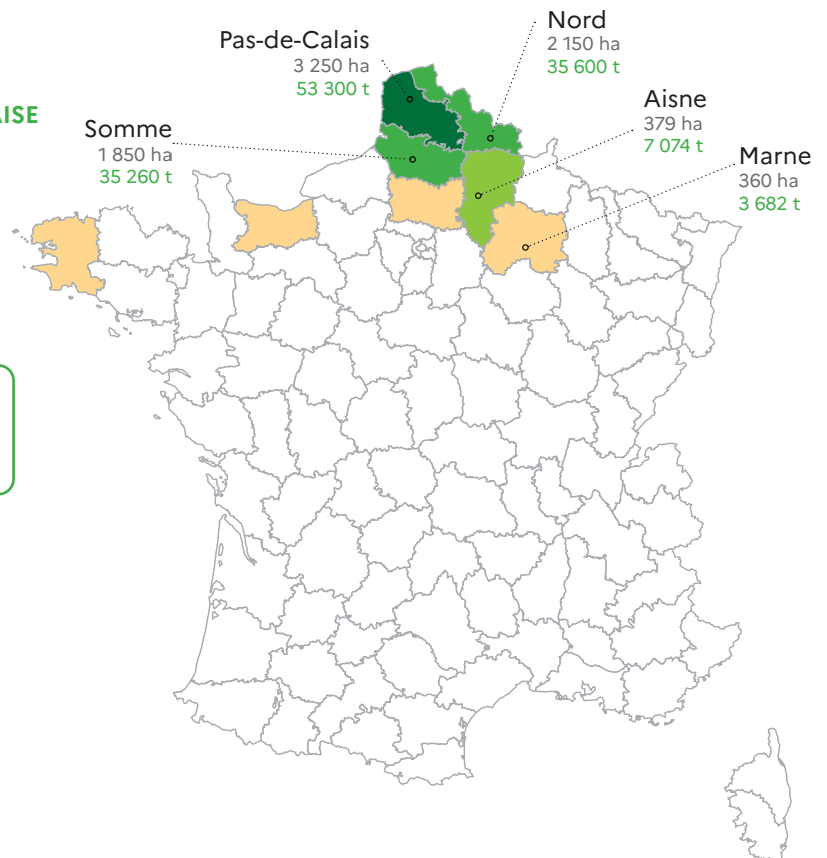 Nord
2 150 ha
35 600 t
Pas-de-Calais
3 250 ha
53 300 t
Aisne
379 ha
7 074 t
AISE
Somme
1 850 ha
35 260 t
Marne
360 ha
3 682 t